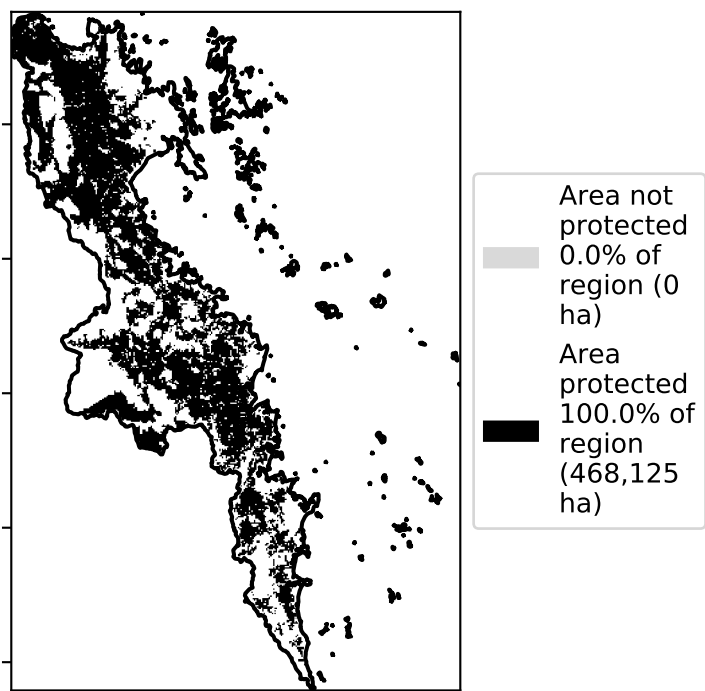 Area not
protected
0.0% of
region (0
ha)
Area
protected
100.0% of
region
(468,125
ha)